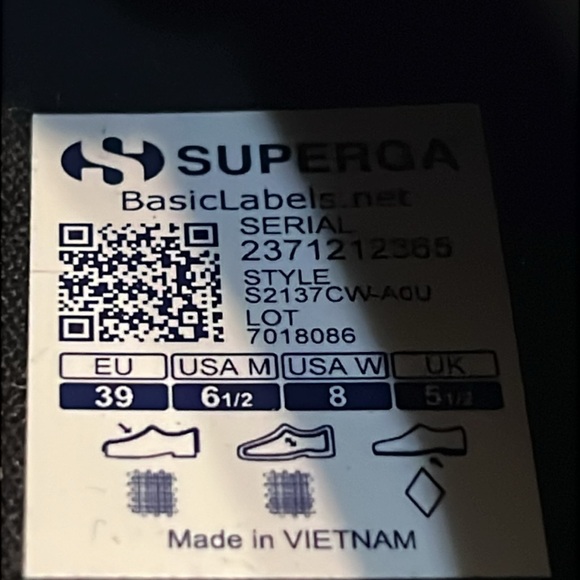 SUPERGA
BasicLabels.net
SERIAL
2371212365
STYLE
S2137CW-A0U
LOT
7018086
EU USA M USA W UK
39 6 1/2 8 5 1/2
Made in VIETNAM